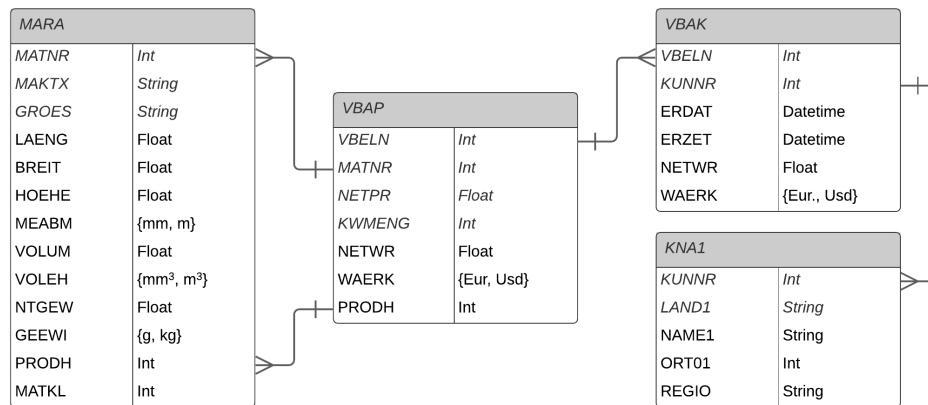 MARA
MATNR Int
MAKTX String
GROES String
LAENG Float
BREIT Float
HOEHE Float
MEABM {mm, m}
VOLUM Float
VOLEH {mm³, m³}
NTGEW Float
GEEWI {g, kg}
PRODH Int
MATKL Int
VBAP
VBELN Int
MATNR Int
NETPR Float
KWMENG Int
NETWR Float
WAERK {Eur, Usd}
PRODH Int
VBAK
VBELN Int
KUNNR Int
ERDAT Datetime
ERZET Datetime
NETWR Float
WAERK {Eur., Usd}
KNA1
KUNNR Int
LAND1 String
NAME1 String
ORT01 Int
REGIO String